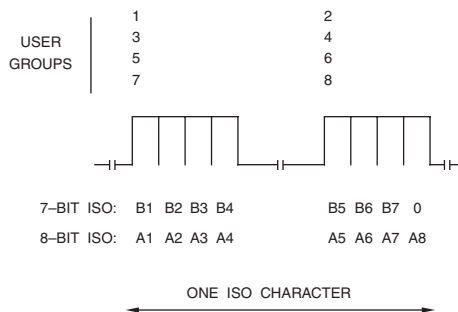 USER GROUPS
1 2
3 4
5 6
7 8
7–BIT ISO: B1 B2 B3 B4 B5 B6 B7 0
8–BIT ISO: A1 A2 A3 A4 A5 A6 A7 A8
ONE ISO CHARACTER